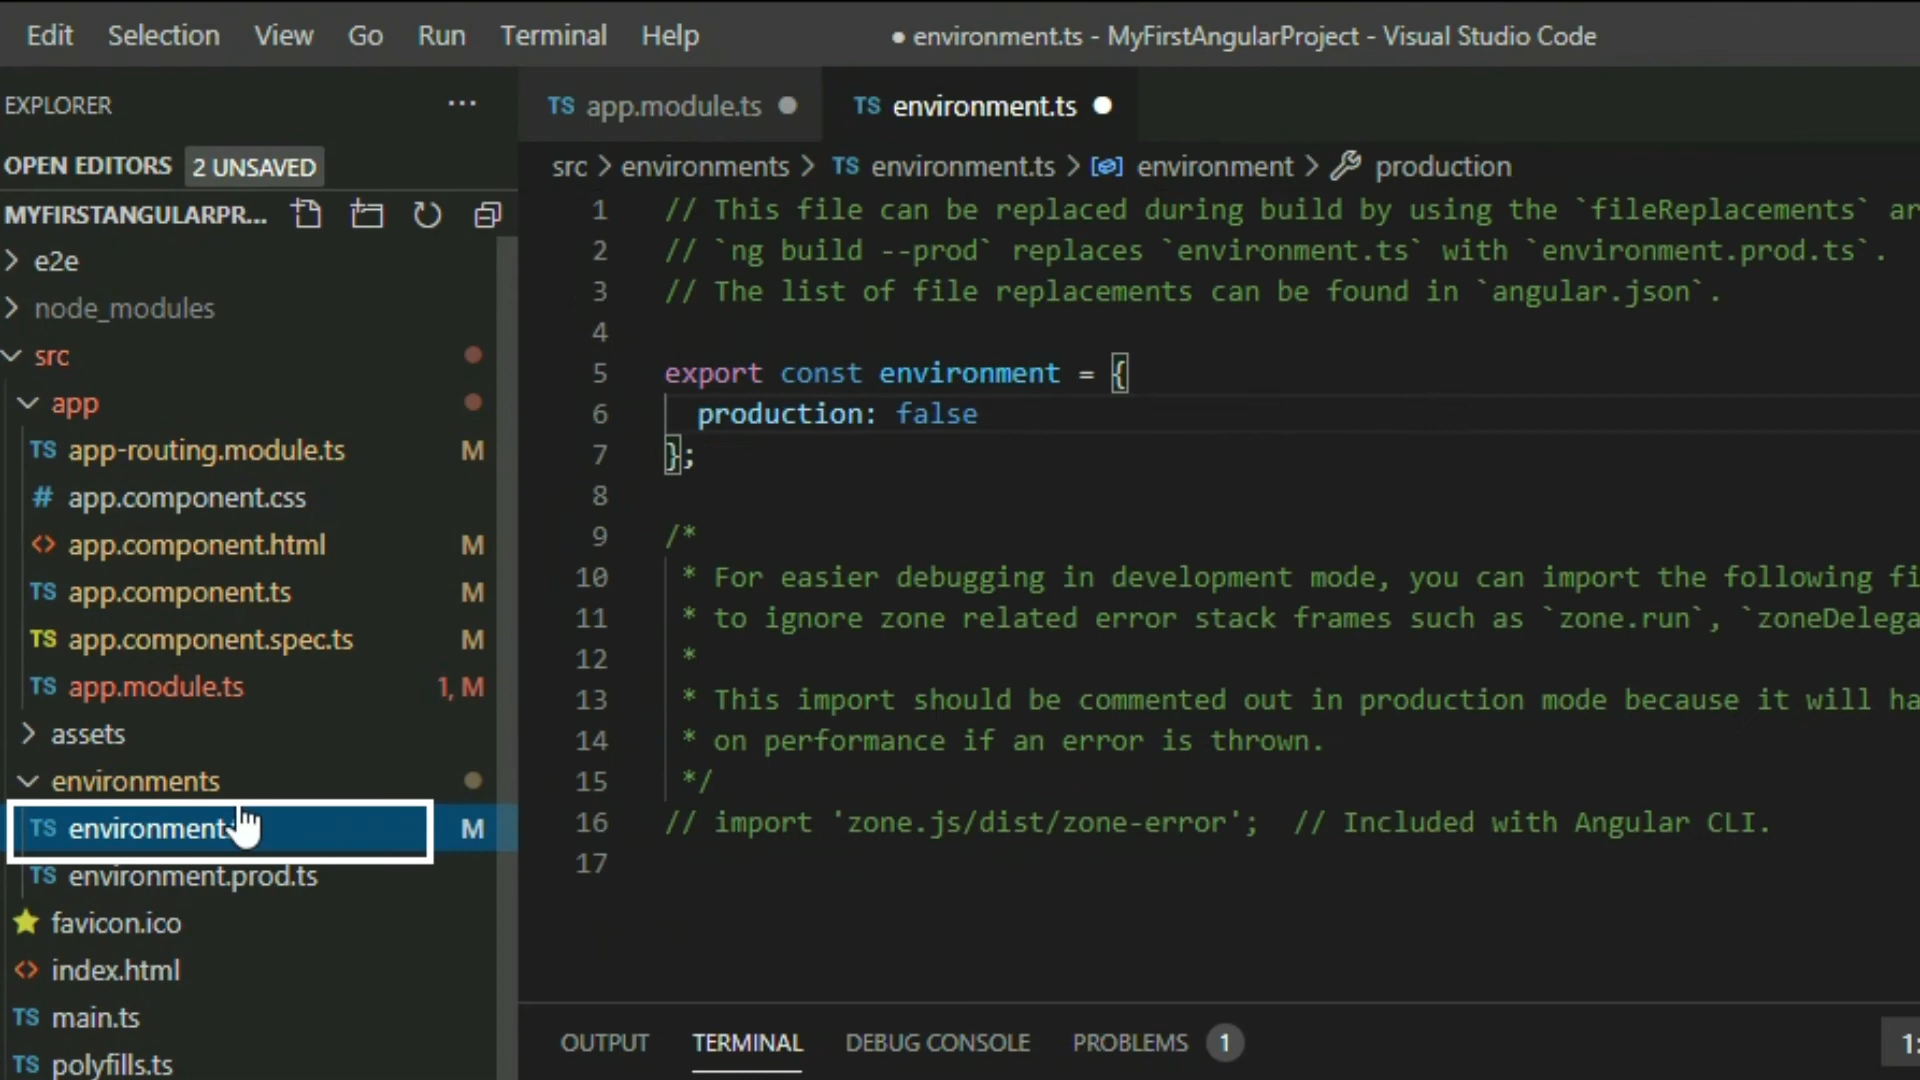 Edit Selection View Go Run Terminal Help
● environment.ts - MyFirstAngularProject - Visual Studio Code
EXPLORER ...
OPEN EDITORS 2 UNSAVED
MYFIRSTANGULARPR...
e2e
node_modules
src
app
TS app-routing.module.ts M
# app.component.css
<> app.component.html M
TS app.component.ts M
TS app.component.spec.ts M
TS app.module.ts 1, M
assets
environments
TS environment M
TS environment.prod.ts
favicon.ico
<> index.html
TS main.ts
TS polyfills.ts
TS app.module.ts ●
TS environment.ts ●
src > environments > TS environment.ts > environment > production
1 // This file can be replaced during build by using the `fileReplacements` ar
2 // `ng build --prod` replaces `environment.ts` with `environment.prod.ts`.
3 // The list of file replacements can be found in `angular.json`.
4
5 export const environment = {
6 production: false
7 };
8
9 /*
10 * For easier debugging in development mode, you can import the following fi
11 * to ignore zone related error stack frames such as `zone.run`, `zoneDelega
12 *
13 * This import should be commented out in production mode because it will ha
14 * on performance if an error is thrown.
15 */
16 // import 'zone.js/dist/zone-error'; // Included with Angular CLI.
17
OUTPUT TERMINAL DEBUG CONSOLE PROBLEMS 1
1: